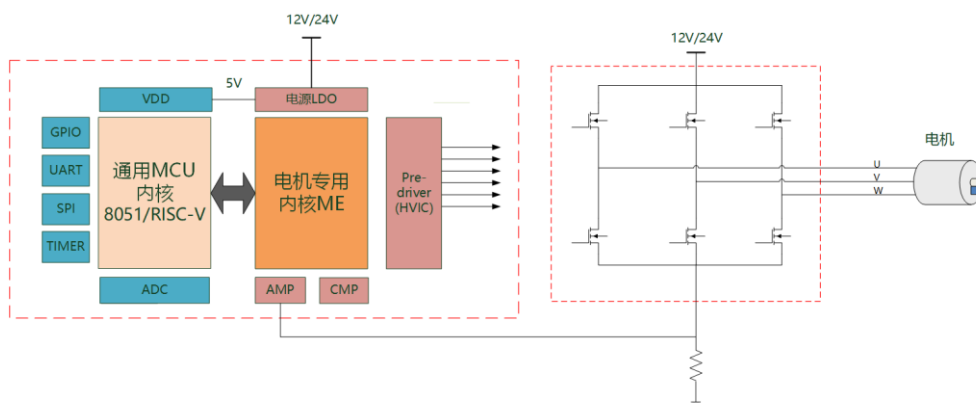 12V/24V
12V/24V
5V
VDD
电源LDO
GPIO
UART
SPI
TIMER
通用MCU
内核
8051/RISC-V
电机专用
内核ME
Pre-
driver
(HVIC)
ADC
AMP
CMP
电机
U
V
W